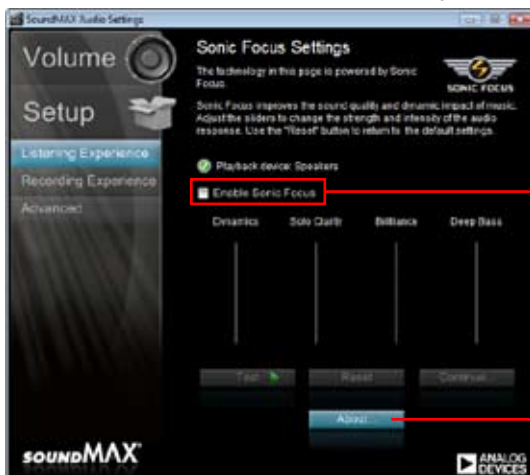 SoundMAX Audio Settings
Volume
Setup
Listening Experience
Recording Experience
Advanced
Sonic Focus Settings
The technology in this page is powered by Sonic
Focus.
SONIC FOCUS
Sonic Focus improves the sound quality and dynamic impact of music.
Adjust the sliders to change the strength and intensity of the audio
response. Use the "Reset" button to return to the default settings.
Playback device: Speakers
Enable Sonic Focus
Dynamics Solo Clarity Brilliance Deep Bass
Test Reset Continue...
About...
SOUNDMAX
ANALOG
DEVICES